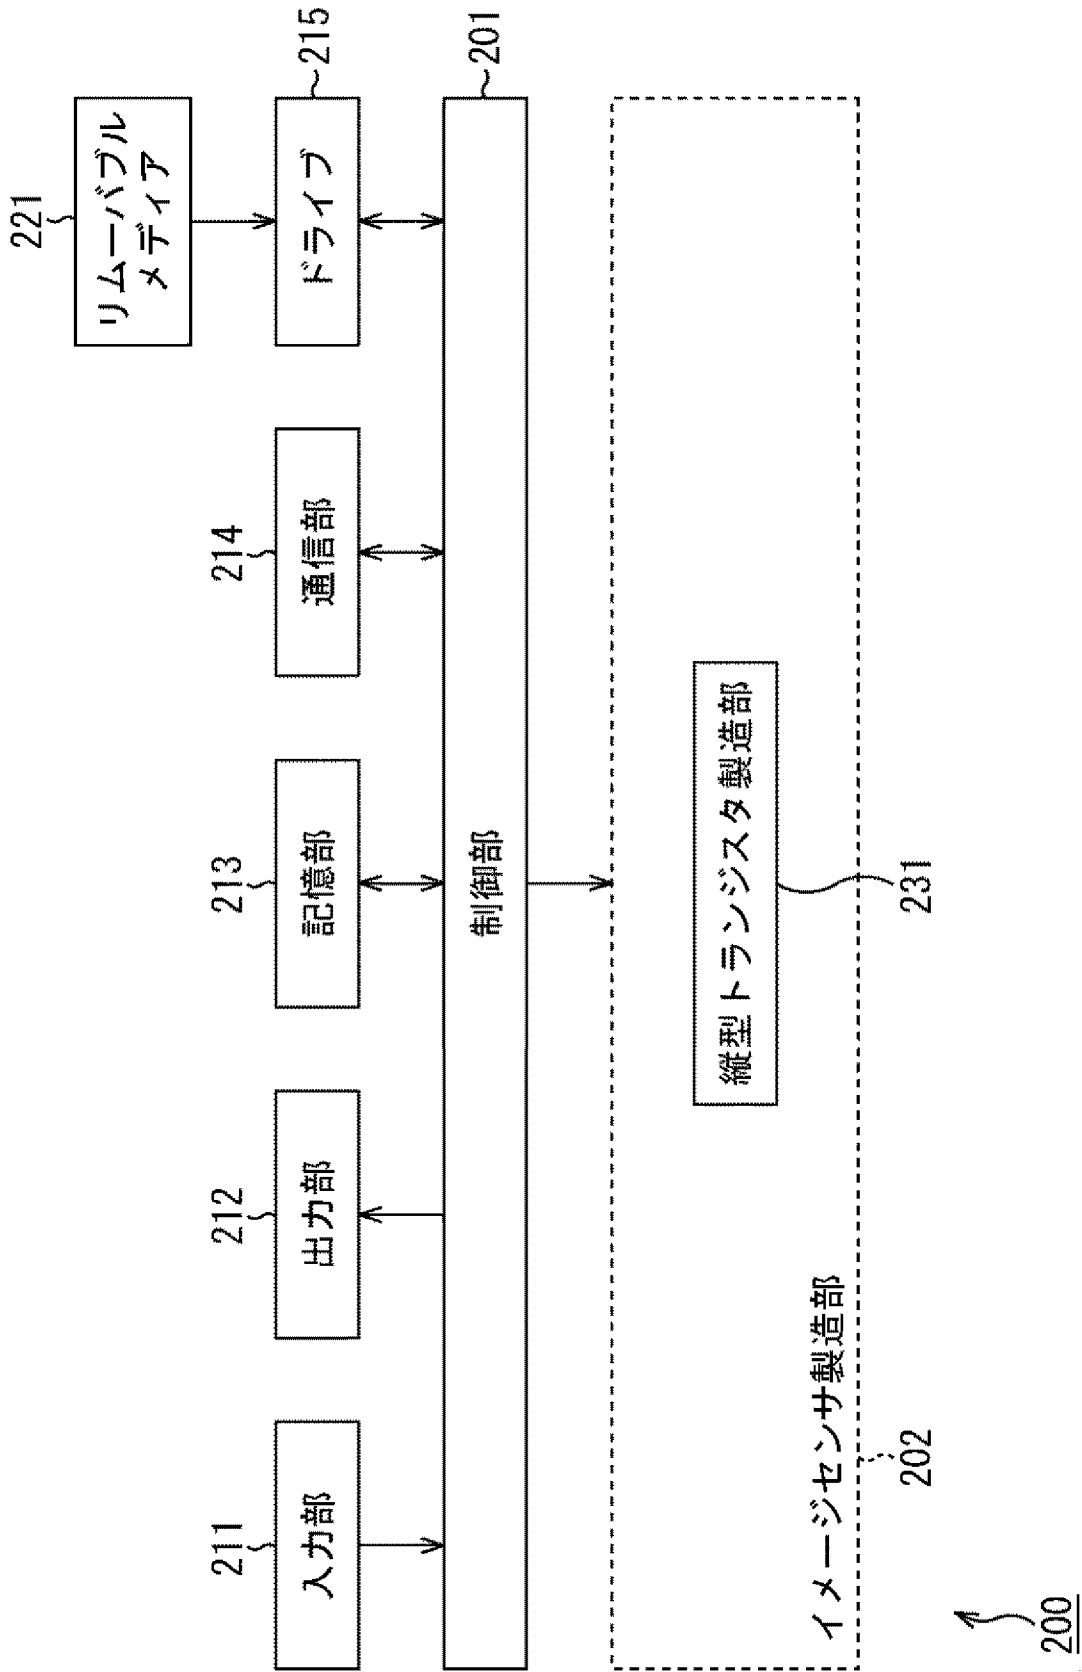 221
リムーバブル
メディア
211
212
213
214
215
入力部
出力部
記憶部
通信部
ドライブ
201
制御部
縦型トランジスタ製造部
231
イメージセンサ製造部
202
200